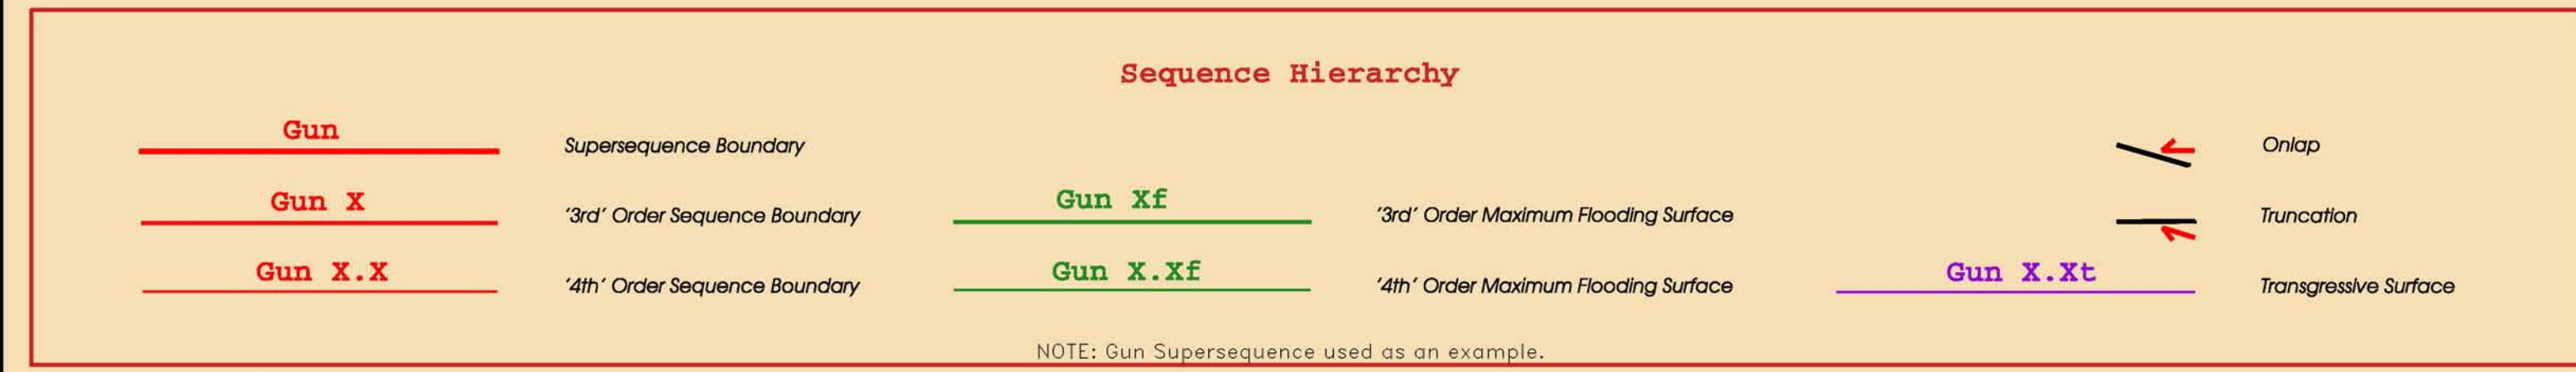 Sequence Hierarchy
Gun
Supersequence Boundary
Onlap
Gun X
'3rd' Order Sequence Boundary
Gun Xf
'3rd' Order Maximum Flooding Surface
Truncation
Gun X.X
'4th' Order Sequence Boundary
Gun X.Xf
'4th' Order Maximum Flooding Surface
Gun X.Xt
Transgressive Surface
NOTE: Gun Supersequence used as an example.